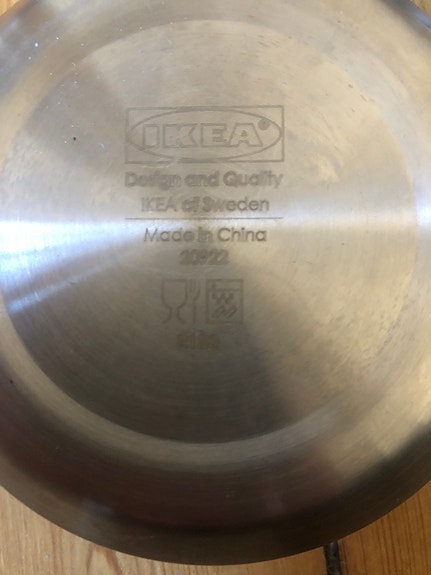 IKEA®
Design and Quality
IKEA of Sweden
Made in China
20922